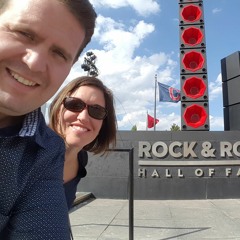 ROCK & RO
HALL OF FA